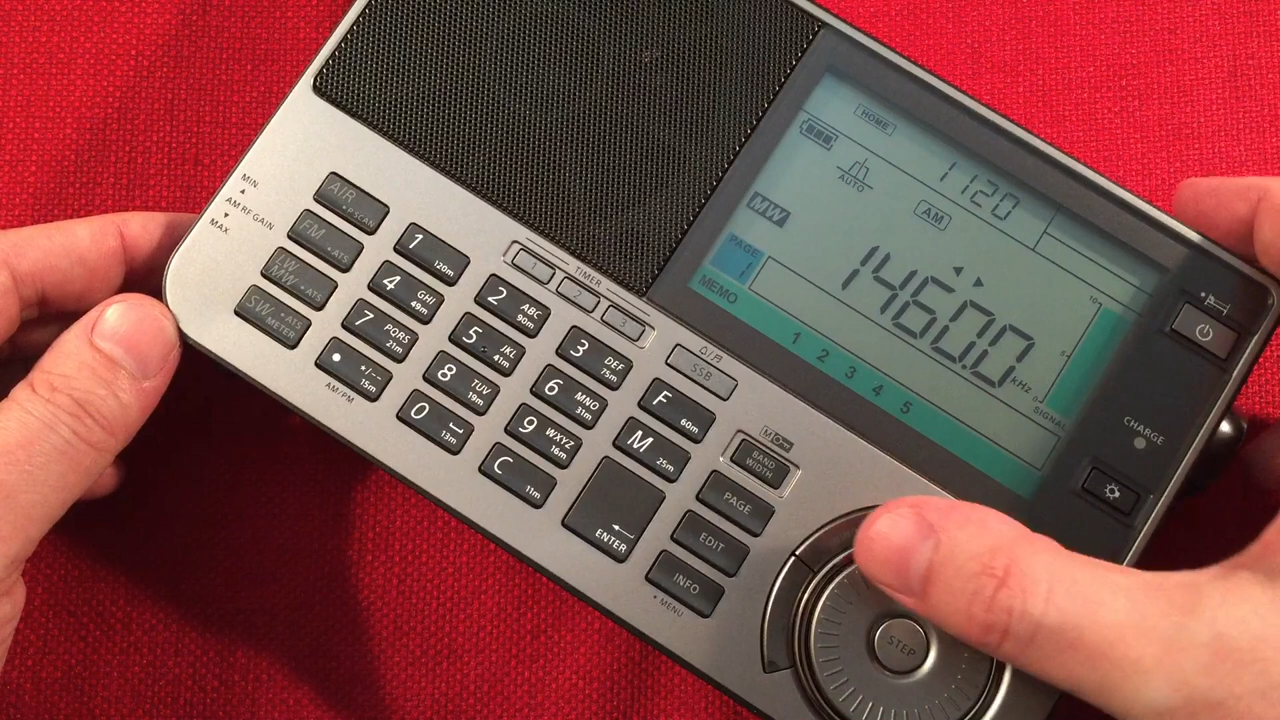 HOME
1120
AUTO
AM
MW
PAGE
1
MEMO
1460.0
kHz
10
5
0
SIGNAL
1 2 3 4 5
CHARGE
MIN
AM RF GAIN
MAX
AIR
•P.SCAN
FM •ATS
LW
MW •ATS
SW •ATS
METER
TIMER
1
2
3
1 120m
2 ABC 90m
3 DEF 75m
F 60m
4 GHI 49m
5 JKL 41m
6 MNO 31m
M 25m
7 PQRS 21m
8 TUV 19m
9 WXYZ 16m
ENTER
• */-- 15m
AM/PM
0 13m
C 11m
SSB
M
BAND
WIDTH
PAGE
EDIT
INFO
• MENU
STEP